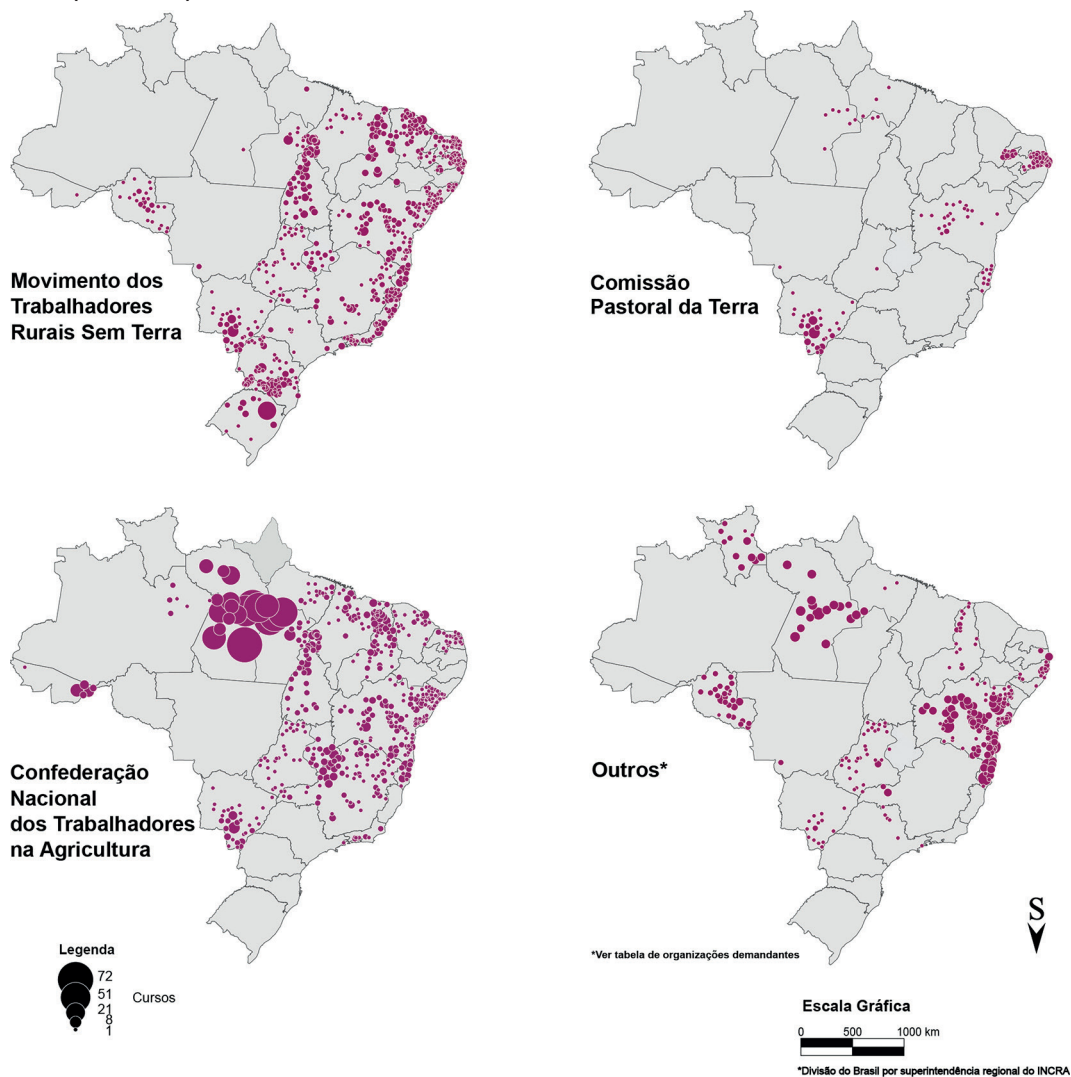 Movimento dos
Trabalhadores
Rurais Sem Terra
Comissão
Pastoral da Terra
Confederação
Nacional
dos Trabalhadores
na Agricultura
Outros*
Legenda
72
51
21
8
1
Cursos
*Ver tabela de organizações demandantes
S
Escala Gráfica
0 500 1000 km
*Divisão do Brasil por superintendência regional do INCRA